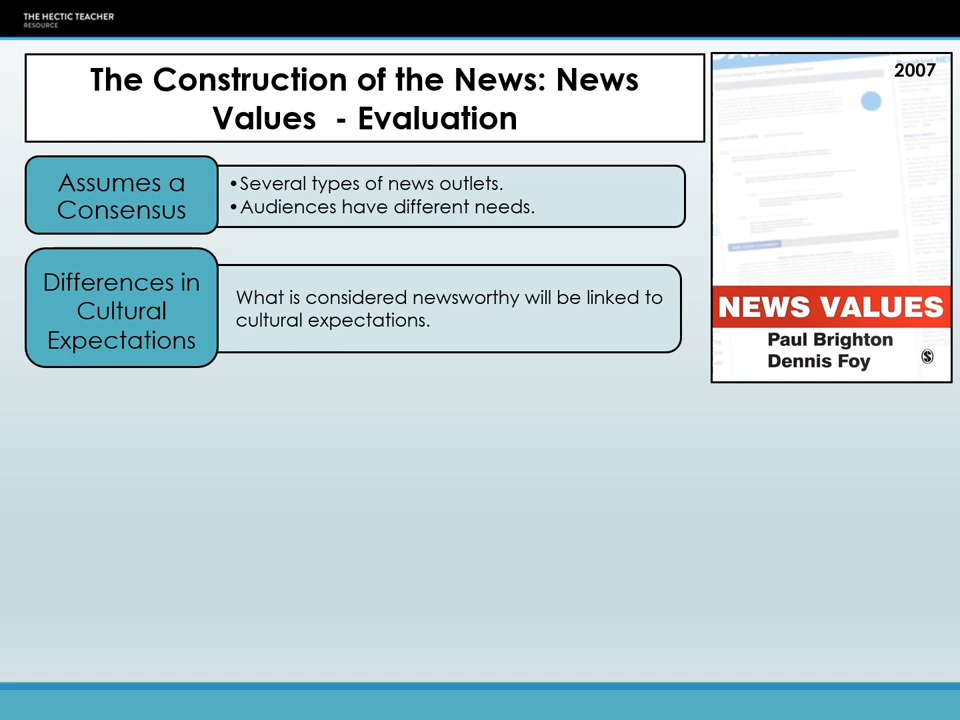 THE HECTIC TEACHER
RESOURCE
The Construction of the News: News
Values - Evaluation
2007
Assumes a
Consensus
•Several types of news outlets.
•Audiences have different needs.
Differences in
Cultural
Expectations
What is considered newsworthy will be linked to
cultural expectations.
NEWS VALUES
Paul Brighton
Dennis Foy